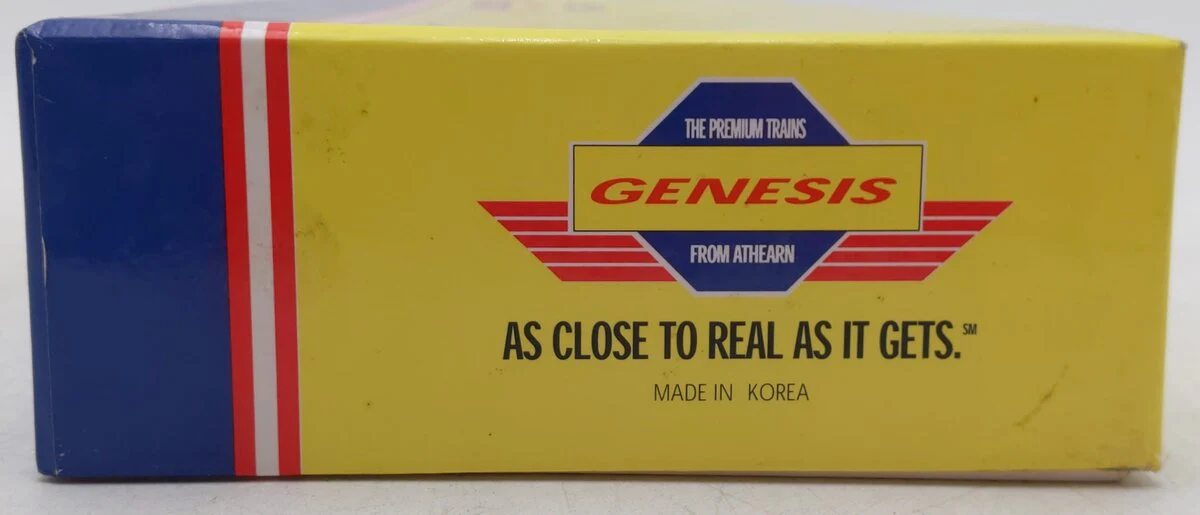 THE PREMIUM TRAINS
GENESIS
FROM ATHEARN
AS CLOSE TO REAL AS IT GETS.℠
MADE IN KOREA